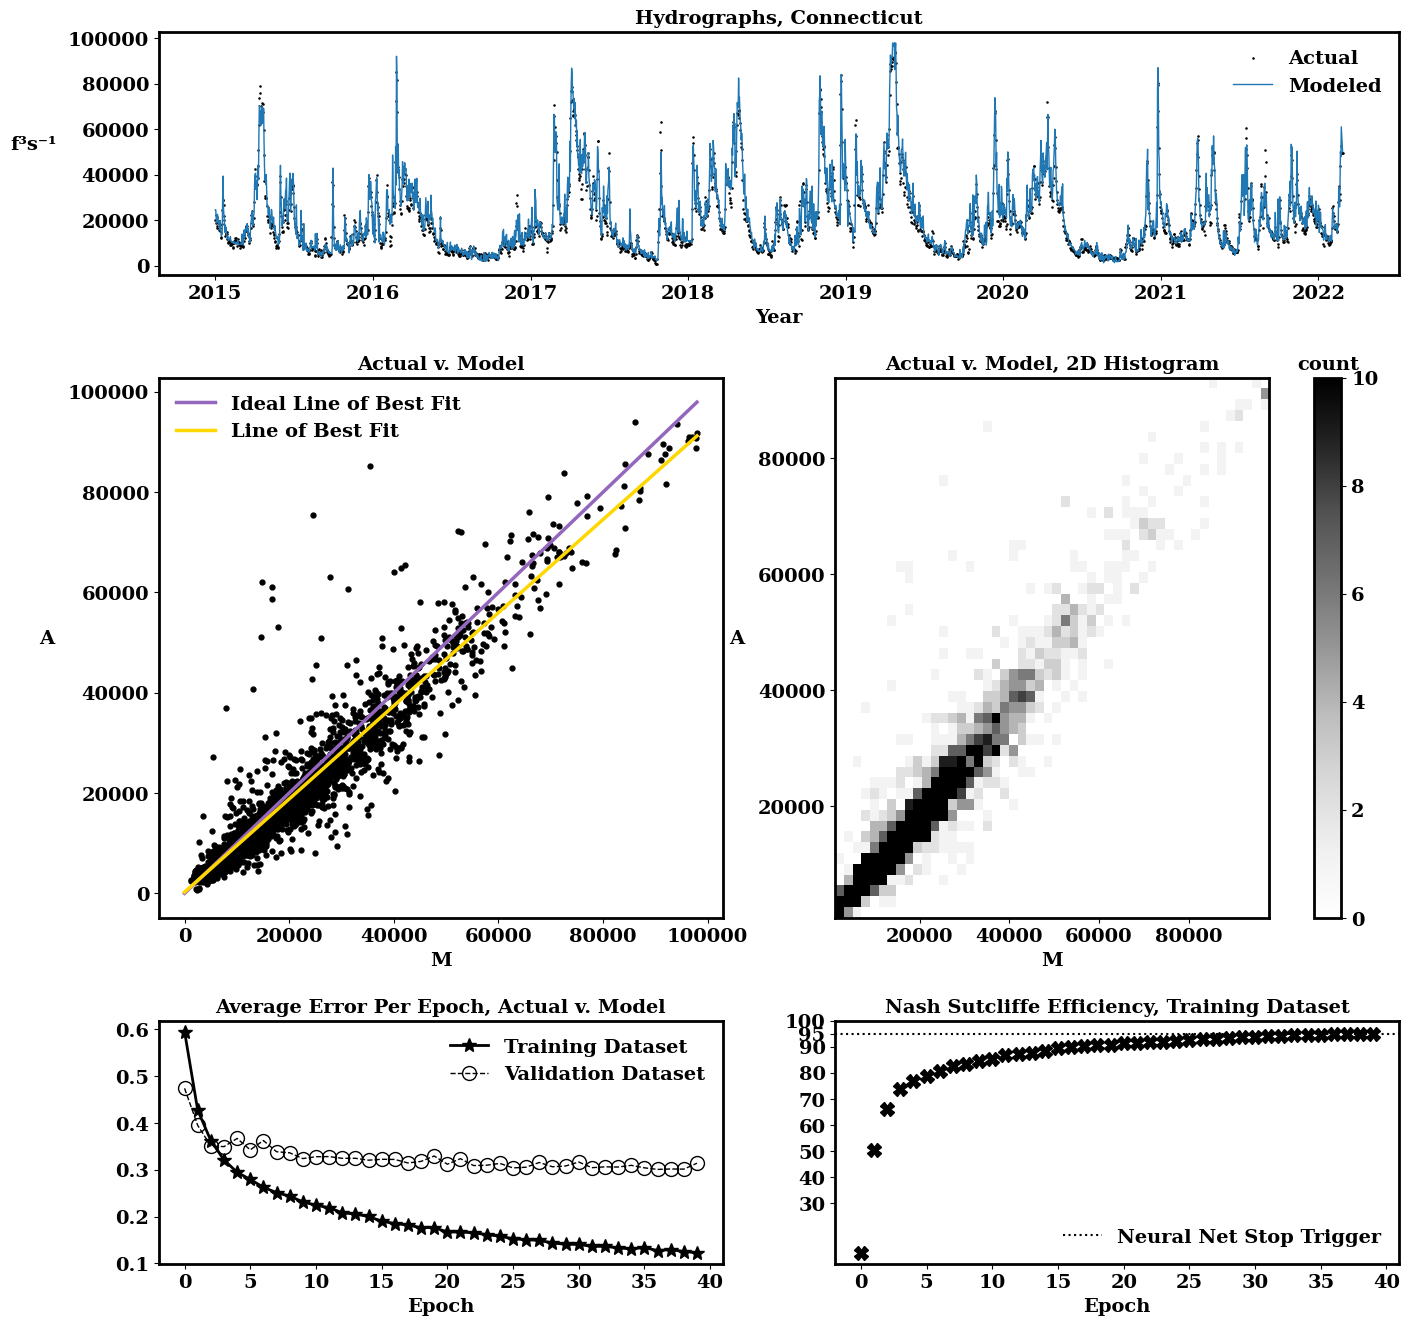 Hydrographs, Connecticut
100000
80000
60000
40000
20000
0
f³s⁻¹
Actual
Modeled
2015 2016 2017 2018 2019 2020 2021 2022
Year
Actual v. Model
100000
80000
60000
40000
20000
0
A
Ideal Line of Best Fit
Line of Best Fit
0 20000 40000 60000 80000 100000
M
Actual v. Model, 2D Histogram
80000
60000
40000
20000
A
20000 40000 60000 80000
M
count
10
8
6
4
2
0
Average Error Per Epoch, Actual v. Model
0.6
0.5
0.4
0.3
0.2
0.1
Training Dataset
Validation Dataset
0 5 10 15 20 25 30 35 40
Epoch
Nash Sutcliffe Efficiency, Training Dataset
100
95
90
80
70
60
50
40
30
Neural Net Stop Trigger
0 5 10 15 20 25 30 35 40
Epoch